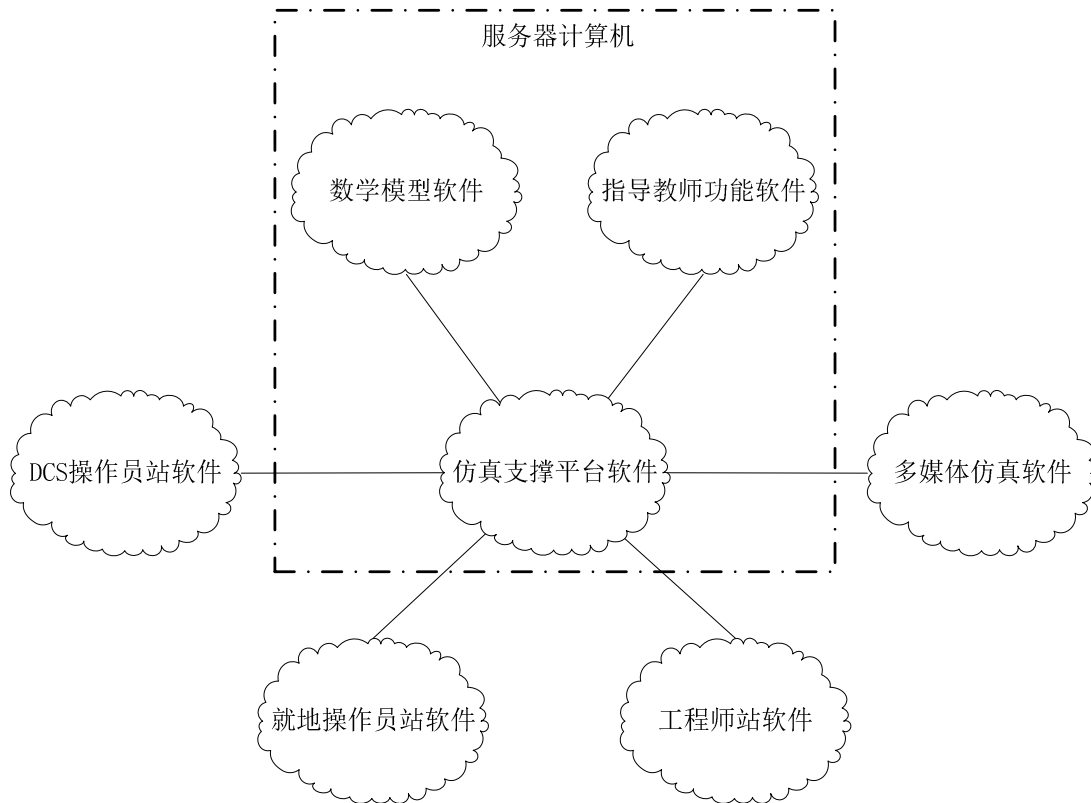 服务器计算机
数学模型软件
指导教师功能软件
DCS操作员站软件
仿真支撑平台软件
多媒体仿真软件
就地操作员站软件
工程师站软件